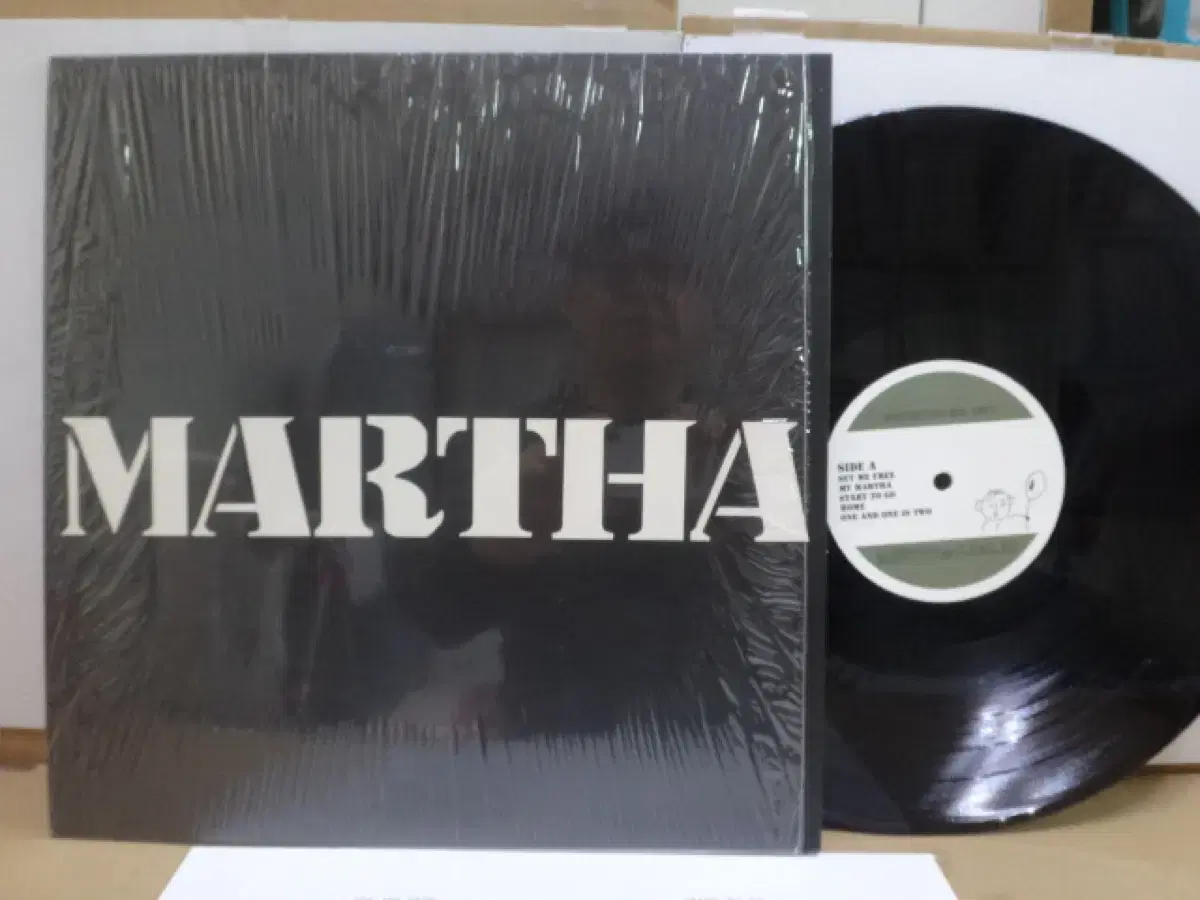 MARTHA
SIDE A
SET ME FREE
MY MARTHA
START TO GO
HOME
ONE AND ONE IS TWO